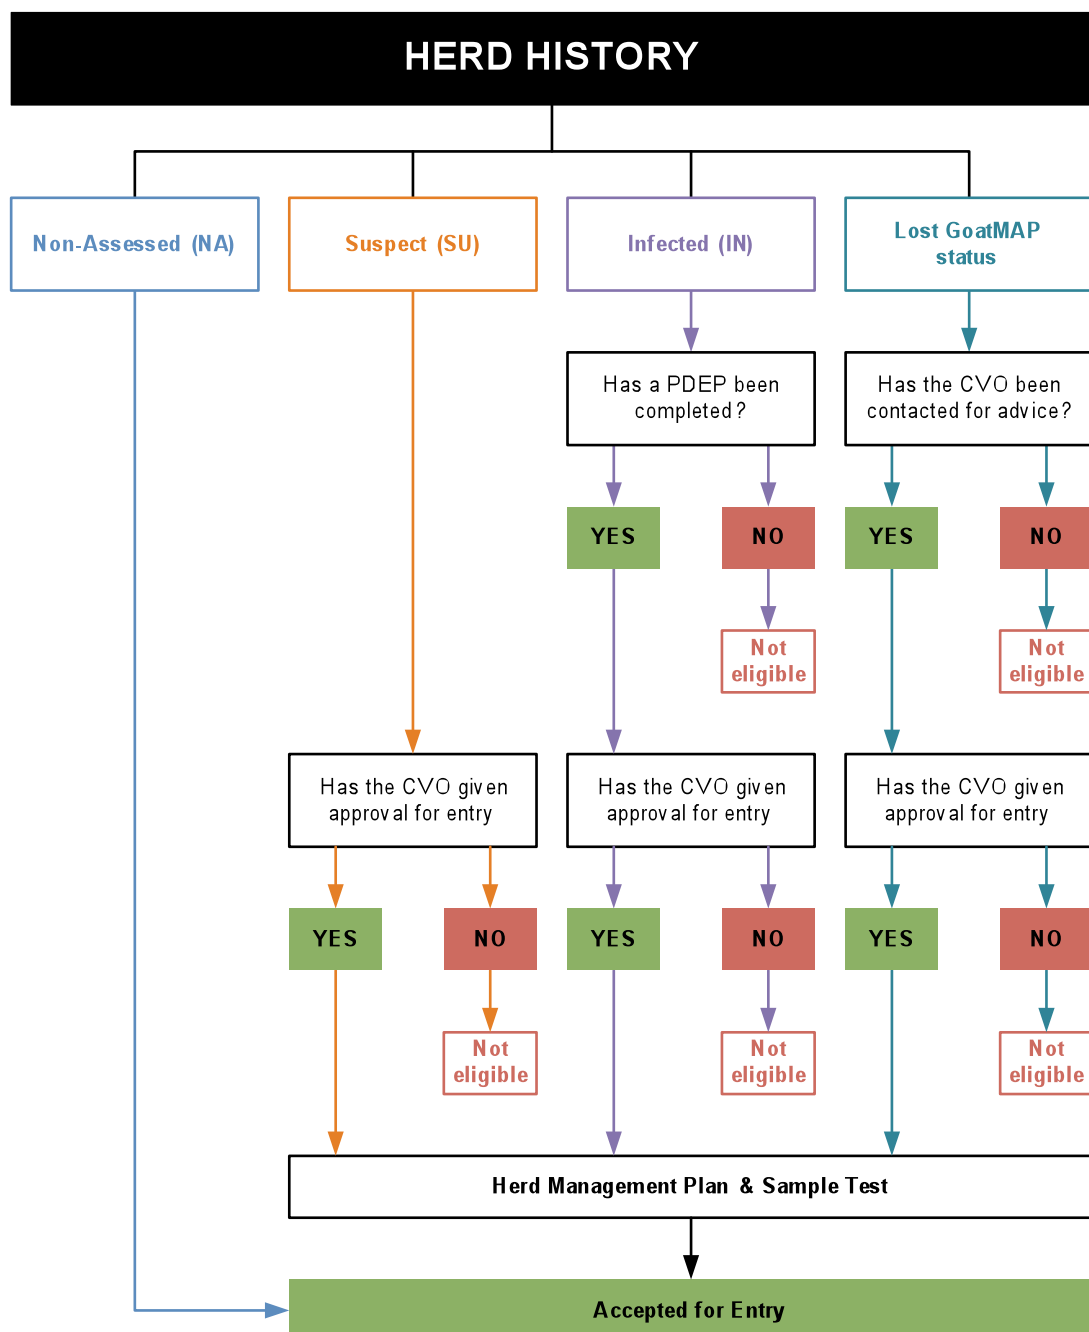 HERD HISTORY
Non-Assessed (NA)
Suspect (SU)
Infected (IN)
Lost GoatMAP
status
Has a PDEP been
completed?
Has the CVO been
contacted for advice?
YES
NO
YES
NO
Not
eligible
Not
eligible
Has the CVO given
approval for entry
Has the CVO given
approval for entry
Has the CVO given
approval for entry
YES
NO
YES
NO
YES
NO
Not
eligible
Not
eligible
Not
eligible
Herd Management Plan & Sample Test
Accepted for Entry